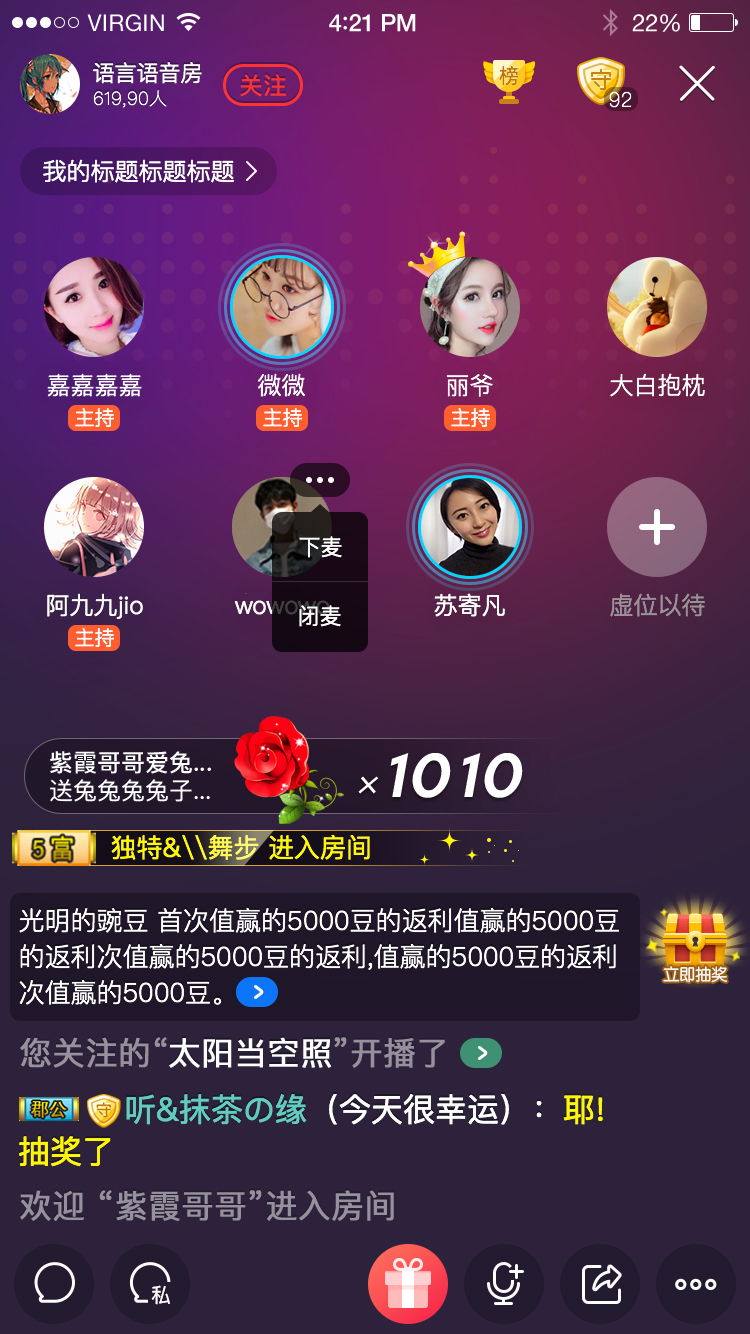 VIRGIN 4:21 PM 22%
语言语音房
619,90人
关注
榜
守
92
我的标题标题标题
嘉嘉嘉嘉 微微 丽爷 大白抱枕
主持 主持 主持
下麦
阿九九jio wowowo 苏寄凡 虚位以待
闭麦
主持
紫霞哥哥爱兔...
送兔兔兔兔子...
×1010
5富 独特&\\舞步 进入房间
光明的豌豆 首次值赢的5000豆的返利值赢的5000豆
的返利次值赢的5000豆的返利,值赢的5000豆的返利
次值赢的5000豆。
立即抽奖
您关注的“太阳当空照”开播了
郡公 守 听&抹茶の缘（今天很幸运）：耶!
抽奖了
欢迎 “紫霞哥哥”进入房间
私